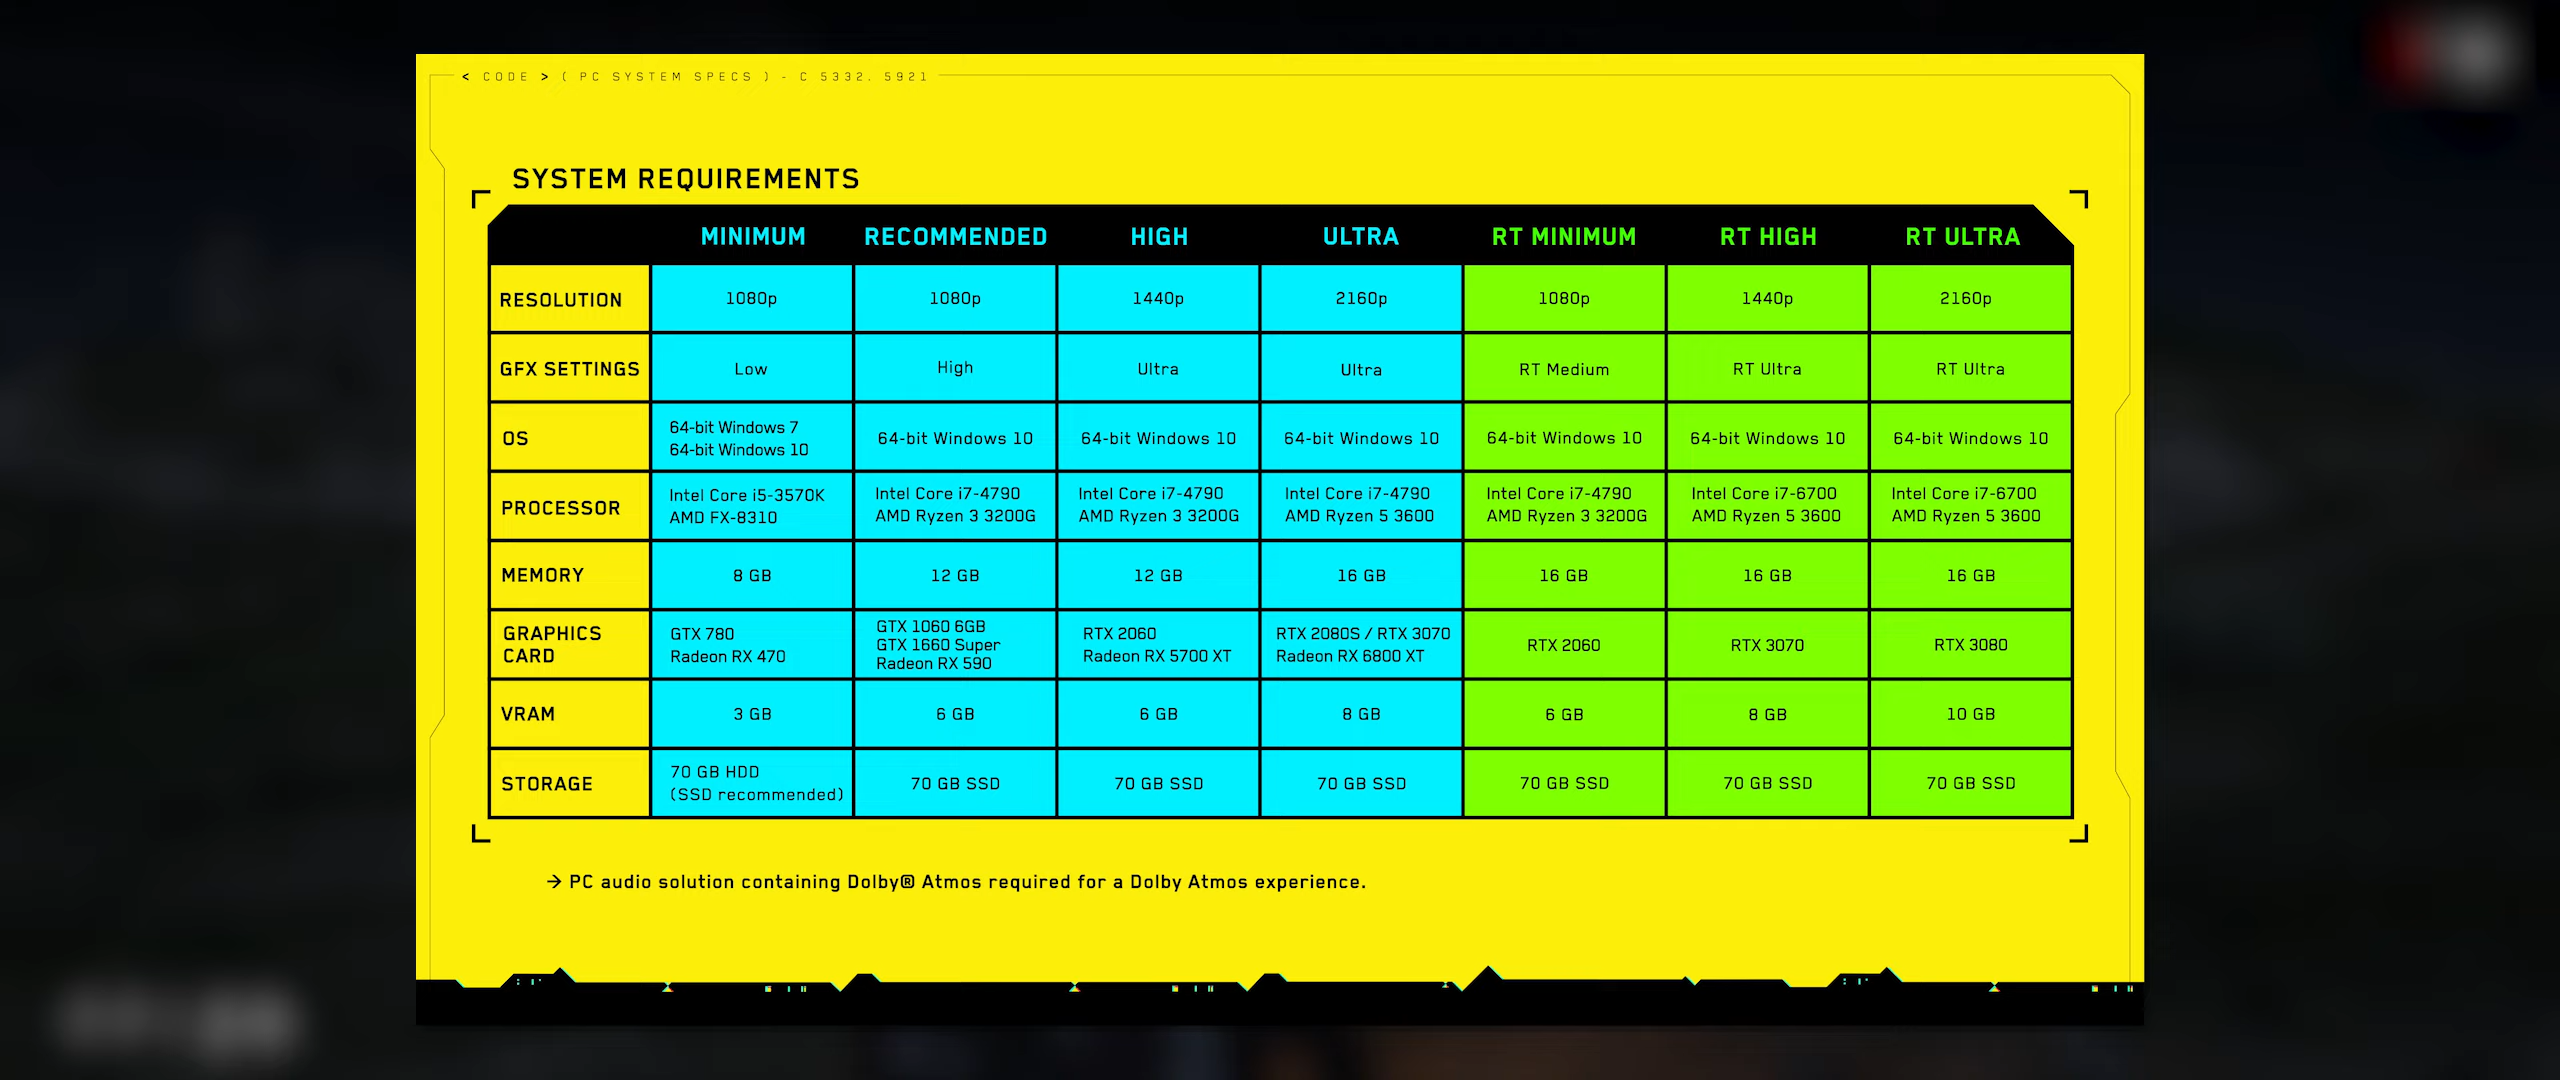 < CODE > ( PC SYSTEM SPECS ) - C 5332. 5921
SYSTEM REQUIREMENTS
MINIMUM RECOMMENDED HIGH ULTRA RT MINIMUM RT HIGH RT ULTRA
RESOLUTION 1080p 1080p 1440p 2160p 1080p 1440p 2160p
GFX SETTINGS Low High Ultra Ultra RT Medium RT Ultra RT Ultra
OS 64-bit Windows 7
64-bit Windows 10 64-bit Windows 10 64-bit Windows 10 64-bit Windows 10 64-bit Windows 10 64-bit Windows 10 64-bit Windows 10
PROCESSOR Intel Core i5-3570K Intel Core i7-4790 Intel Core i7-4790 Intel Core i7-4790 Intel Core i7-4790 Intel Core i7-6700 Intel Core i7-6700
AMD FX-8310 AMD Ryzen 3 3200G AMD Ryzen 3 3200G AMD Ryzen 5 3600 AMD Ryzen 3 3200G AMD Ryzen 5 3600 AMD Ryzen 5 3600
MEMORY 8 GB 12 GB 12 GB 16 GB 16 GB 16 GB 16 GB
GRAPHICS CARD
GTX 780
Radeon RX 470
GTX 1060 6GB
GTX 1660 Super
Radeon RX 590
RTX 2060
Radeon RX 5700 XT
RTX 2080S / RTX 3070
Radeon RX 6800 XT
RTX 2060
RTX 3070
RTX 3080
VRAM 3 GB 6 GB 6 GB 8 GB 6 GB 8 GB 10 GB
STORAGE 70 GB HDD
(SSD recommended) 70 GB SSD 70 GB SSD 70 GB SSD 70 GB SSD 70 GB SSD 70 GB SSD
→ PC audio solution containing Dolby® Atmos required for a Dolby Atmos experience.